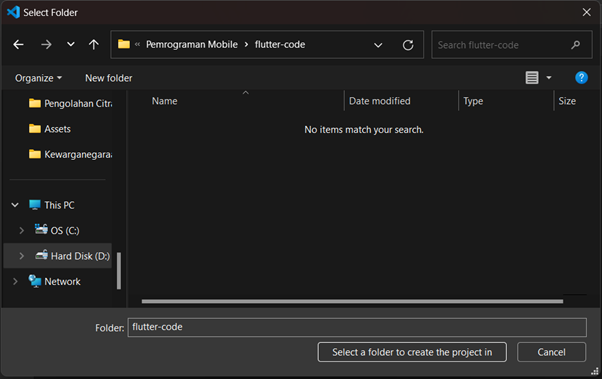 Select Folder
« Pemrograman Mobile > flutter-code
Search flutter-code
Organize
New folder
Pengolahan Citra
Assets
Kewarganegaraa
This PC
OS (C:)
Hard Disk (D:)
Network
Name
Date modified
Type
Size
No items match your search.
Folder: flutter-code
Select a folder to create the project in
Cancel